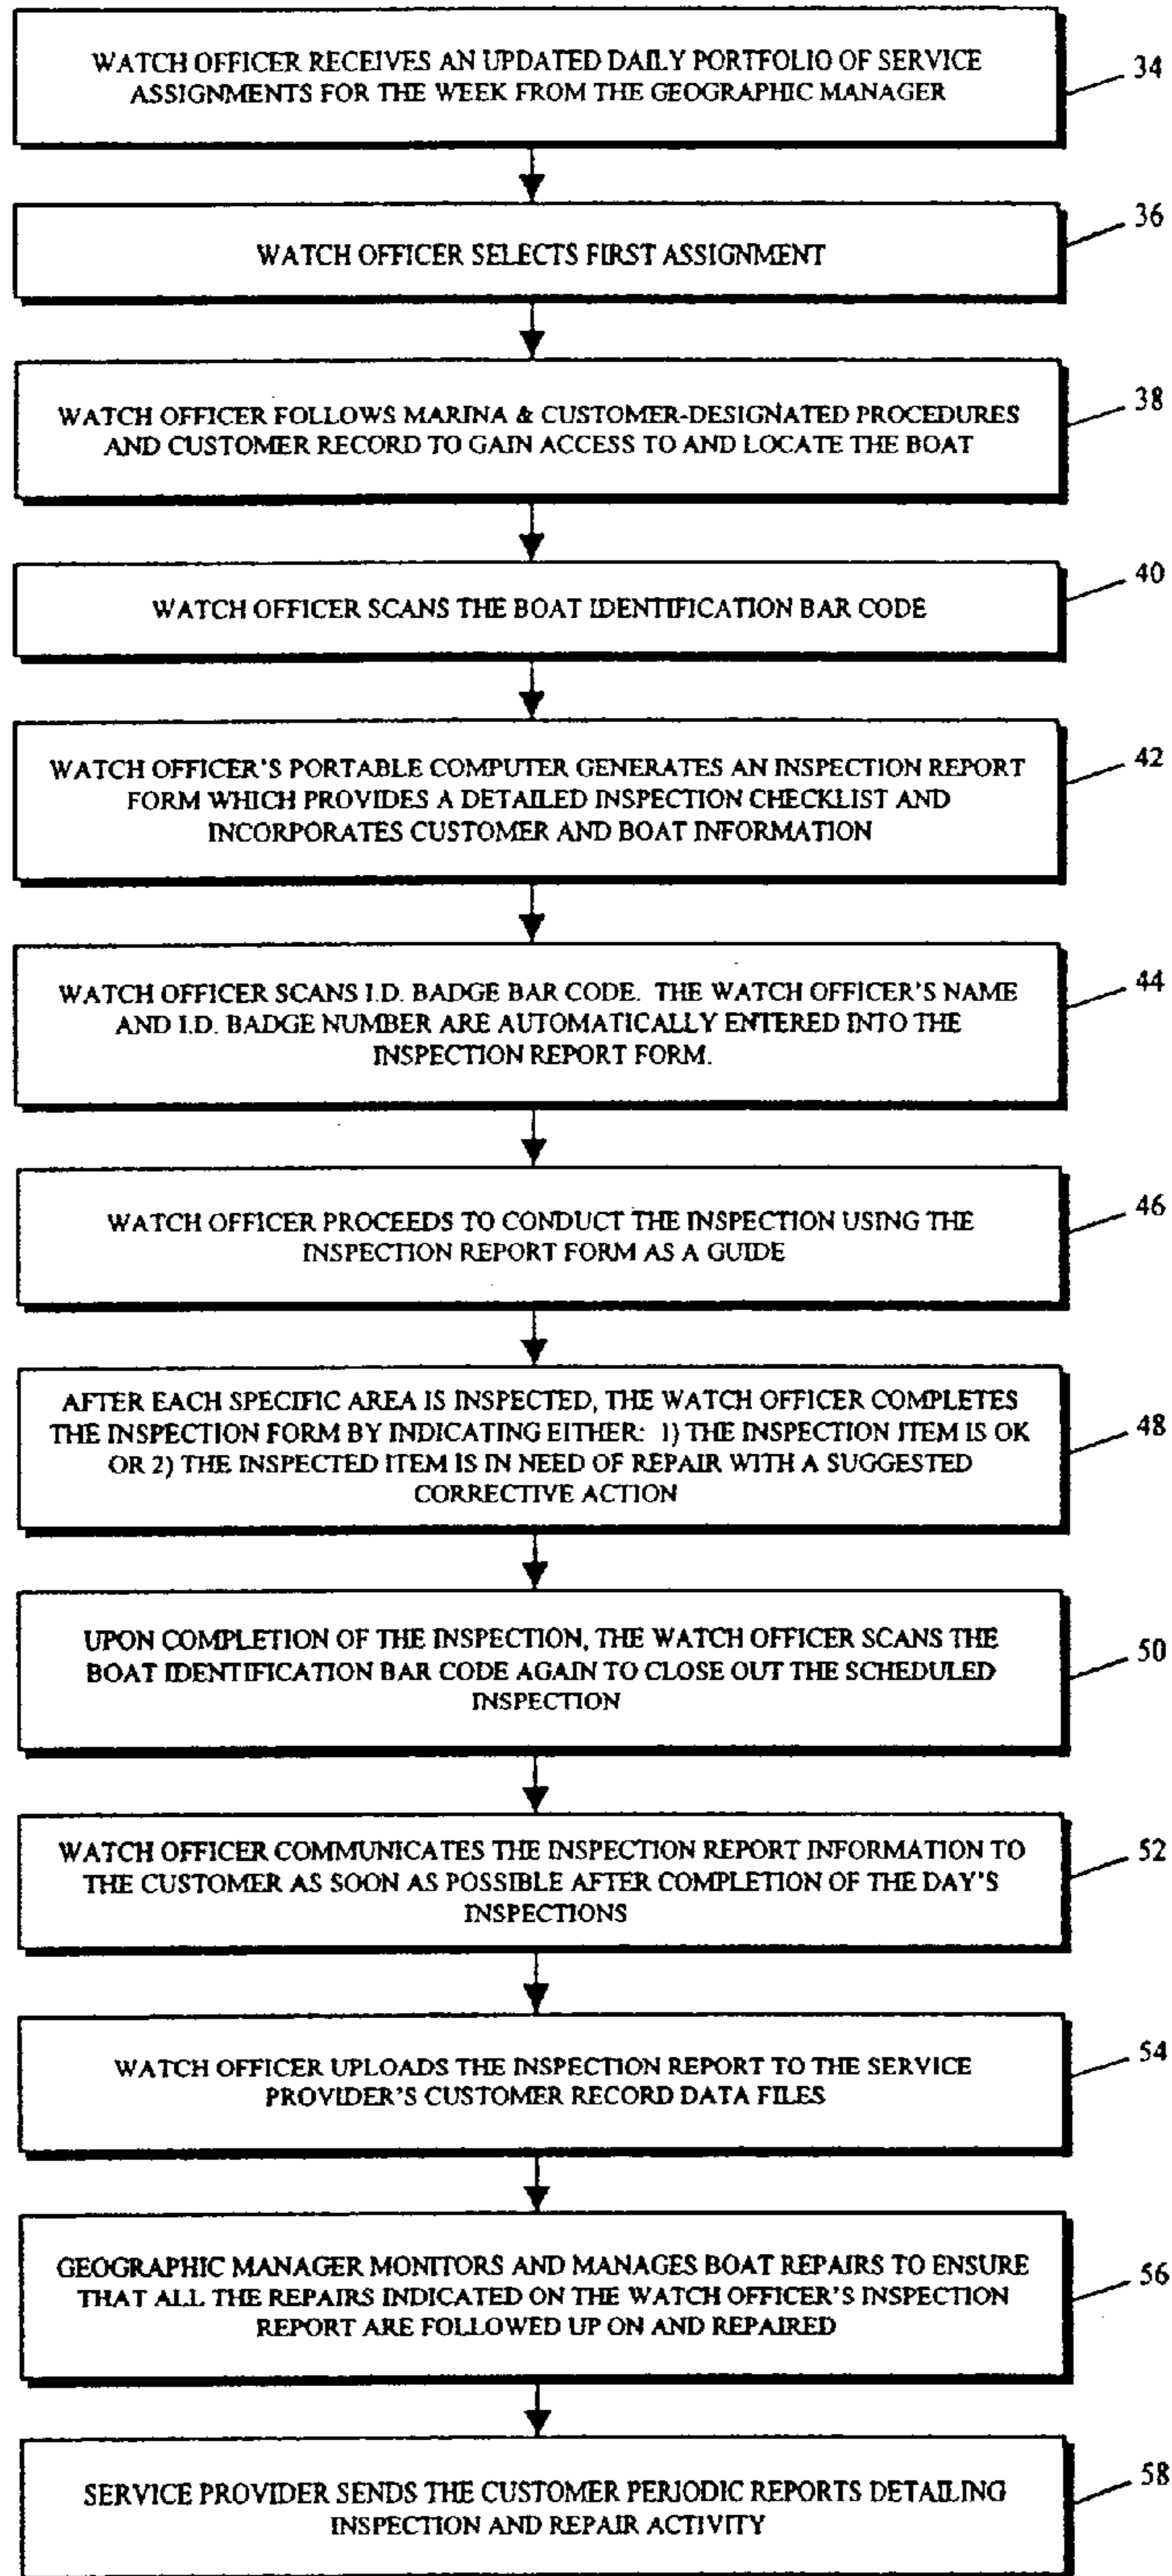 WATCH OFFICER RECEIVES AN UPDATED DAILY PORTFOLIO OF SERVICE
ASSIGNMENTS FOR THE WEEK FROM THE GEOGRAPHIC MANAGER
34
WATCH OFFICER SELECTS FIRST ASSIGNMENT
36
WATCH OFFICER FOLLOWS MARINA & CUSTOMER-DESIGNATED PROCEDURES
AND CUSTOMER RECORD TO GAIN ACCESS TO AND LOCATE THE BOAT
38
WATCH OFFICER SCANS THE BOAT IDENTIFICATION BAR CODE
40
WATCH OFFICER'S PORTABLE COMPUTER GENERATES AN INSPECTION REPORT
FORM WHICH PROVIDES A DETAILED INSPECTION CHECKLIST AND
INCORPORATES CUSTOMER AND BOAT INFORMATION
42
WATCH OFFICER SCANS I.D. BADGE BAR CODE. THE WATCH OFFICER'S NAME
AND I.D. BADGE NUMBER ARE AUTOMATICALLY ENTERED INTO THE
INSPECTION REPORT FORM.
44
WATCH OFFICER PROCEEDS TO CONDUCT THE INSPECTION USING THE
INSPECTION REPORT FORM AS A GUIDE
46
AFTER EACH SPECIFIC AREA IS INSPECTED, THE WATCH OFFICER COMPLETES
THE INSPECTION FORM BY INDICATING EITHER: 1) THE INSPECTION ITEM IS OK
OR 2) THE INSPECTED ITEM IS IN NEED OF REPAIR WITH A SUGGESTED
CORRECTIVE ACTION
48
UPON COMPLETION OF THE INSPECTION, THE WATCH OFFICER SCANS THE
BOAT IDENTIFICATION BAR CODE AGAIN TO CLOSE OUT THE SCHEDULED
INSPECTION
50
WATCH OFFICER COMMUNICATES THE INSPECTION REPORT INFORMATION TO
THE CUSTOMER AS SOON AS POSSIBLE AFTER COMPLETION OF THE DAY'S
INSPECTIONS
52
WATCH OFFICER UPLOADS THE INSPECTION REPORT TO THE SERVICE
PROVIDER'S CUSTOMER RECORD DATA FILES
54
GEOGRAPHIC MANAGER MONITORS AND MANAGES BOAT REPAIRS TO ENSURE
THAT ALL THE REPAIRS INDICATED ON THE WATCH OFFICER'S INSPECTION
REPORT ARE FOLLOWED UP ON AND REPAIRED
56
SERVICE PROVIDER SENDS THE CUSTOMER PERIODIC REPORTS DETAILING
INSPECTION AND REPAIR ACTIVITY
58